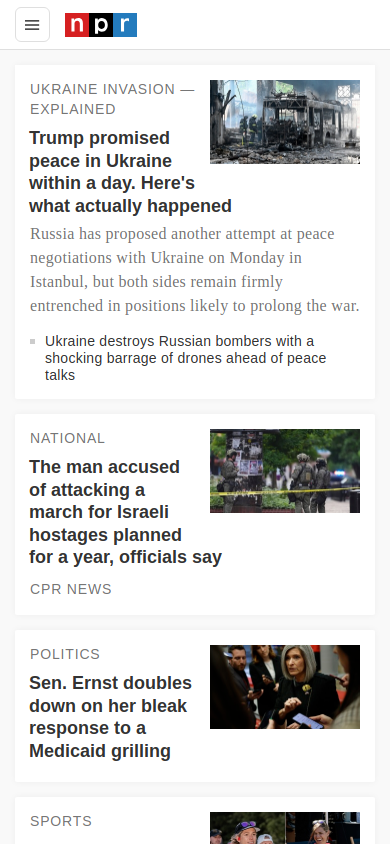 npr
UKRAINE INVASION —
EXPLAINED
Trump promised
peace in Ukraine
within a day. Here's
what actually happened
Russia has proposed another attempt at peace
negotiations with Ukraine on Monday in
Istanbul, but both sides remain firmly
entrenched in positions likely to prolong the war.
Ukraine destroys Russian bombers with a
shocking barrage of drones ahead of peace
talks
NATIONAL
The man accused
of attacking a
march for Israeli
hostages planned
for a year, officials say
CPR NEWS
POLITICS
Sen. Ernst doubles
down on her bleak
response to a
Medicaid grilling
SPORTS